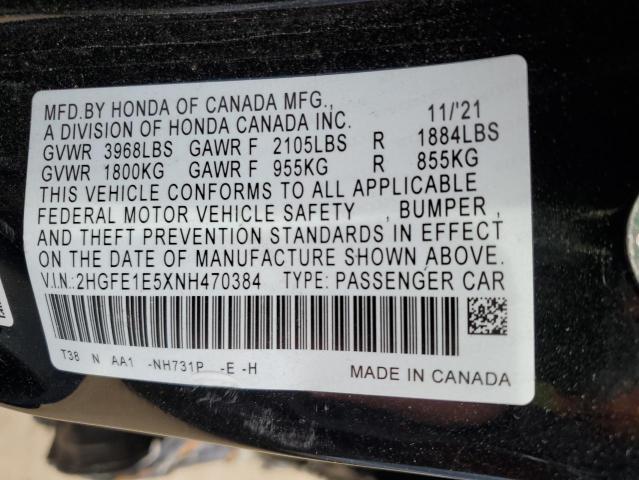 MFD.BY HONDA OF CANADA MFG., 11/'21
A DIVISION OF HONDA CANADA INC.
GVWR 3968LBS GAWR F 2105LBS R 1884LBS
GVWR 1800KG GAWR F 955KG R 855KG
THIS VEHICLE CONFORMS TO ALL APPLICABLE
FEDERAL MOTOR VEHICLE SAFETY , BUMPER ,
AND THEFT PREVENTION STANDARDS IN EFFECT
ON THE DATE OF MANUFACTURE SHOWN ABOVE.
V.I.N.:2HGFE1E5XNH470384 TYPE: PASSENGER CAR
T38 N AA1 -NH731P -E -H
MADE IN CANADA